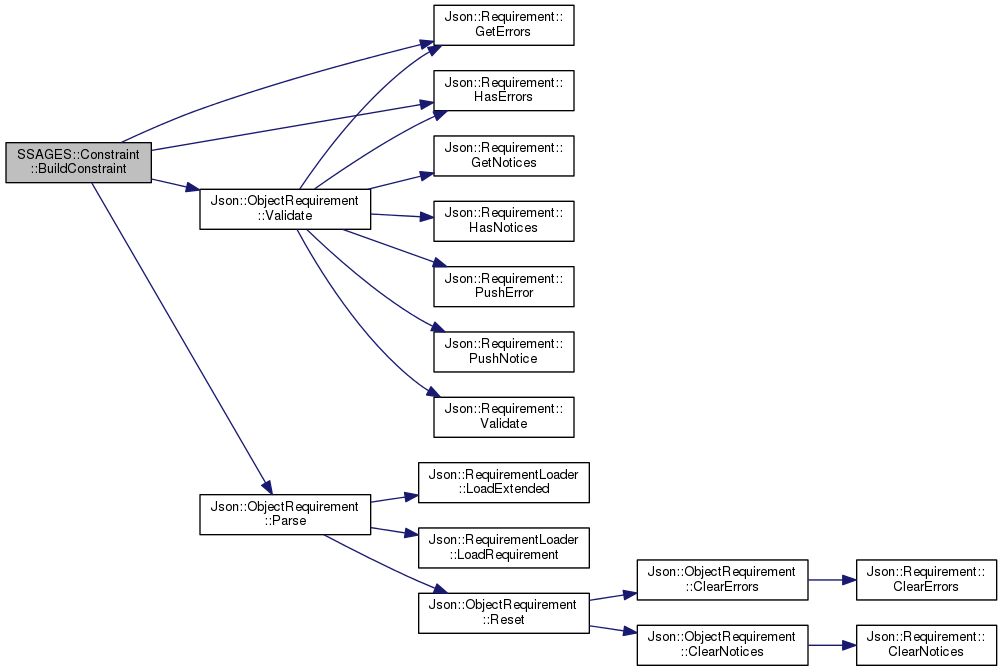 Json::Requirement::
GetErrors
Json::Requirement::
HasErrors
SSAGES::Constraint
::BuildConstraint
Json::Requirement::
GetNotices
Json::ObjectRequirement
::Validate
Json::Requirement::
HasNotices
Json::Requirement::
PushError
Json::Requirement::
PushNotice
Json::Requirement::
Validate
Json::RequirementLoader
::LoadExtended
Json::ObjectRequirement
::Parse
Json::RequirementLoader
::LoadRequirement
Json::ObjectRequirement
::ClearErrors
Json::Requirement::
ClearErrors
Json::ObjectRequirement
::Reset
Json::ObjectRequirement
::ClearNotices
Json::Requirement::
ClearNotices